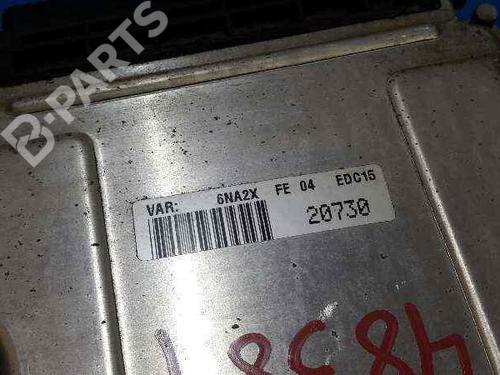 B-PARTS
VAR: 6NA2X FE 04 EDC15
20730